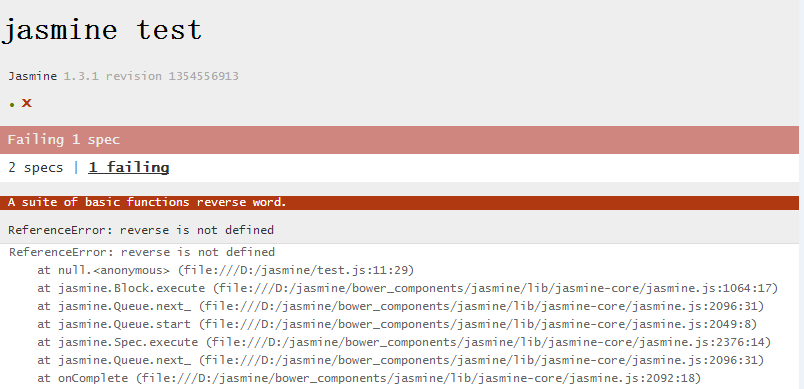 jasmine test
Jasmine 1.3.1 revision 1354556913
• x
Failing 1 spec
2 specs | 1 failing
A suite of basic functions reverse word.
ReferenceError: reverse is not defined
ReferenceError: reverse is not defined
at null.<anonymous> (file:///D:/jasmine/test.js:11:29)
at jasmine.Block.execute (file:///D:/jasmine/bower_components/jasmine/lib/jasmine-core/jasmine.js:1064:17)
at jasmine.Queue.next_ (file:///D:/jasmine/bower_components/jasmine/lib/jasmine-core/jasmine.js:2096:31)
at jasmine.Queue.start (file:///D:/jasmine/bower_components/jasmine/lib/jasmine-core/jasmine.js:2049:8)
at jasmine.Spec.execute (file:///D:/jasmine/bower_components/jasmine/lib/jasmine-core/jasmine.js:2376:14)
at jasmine.Queue.next_ (file:///D:/jasmine/bower_components/jasmine/lib/jasmine-core/jasmine.js:2096:31)
at onComplete (file:///D:/jasmine/bower_components/jasmine/lib/jasmine-core/jasmine.js:2092:18)